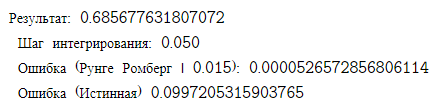 Результат: 0.685677631807072
Шаг интегрирования: 0.050
Ошибка (Рунге Ромберг | 0.015): 0.0000526572856806114
Ошибка (Истинная) 0.0997205315903765